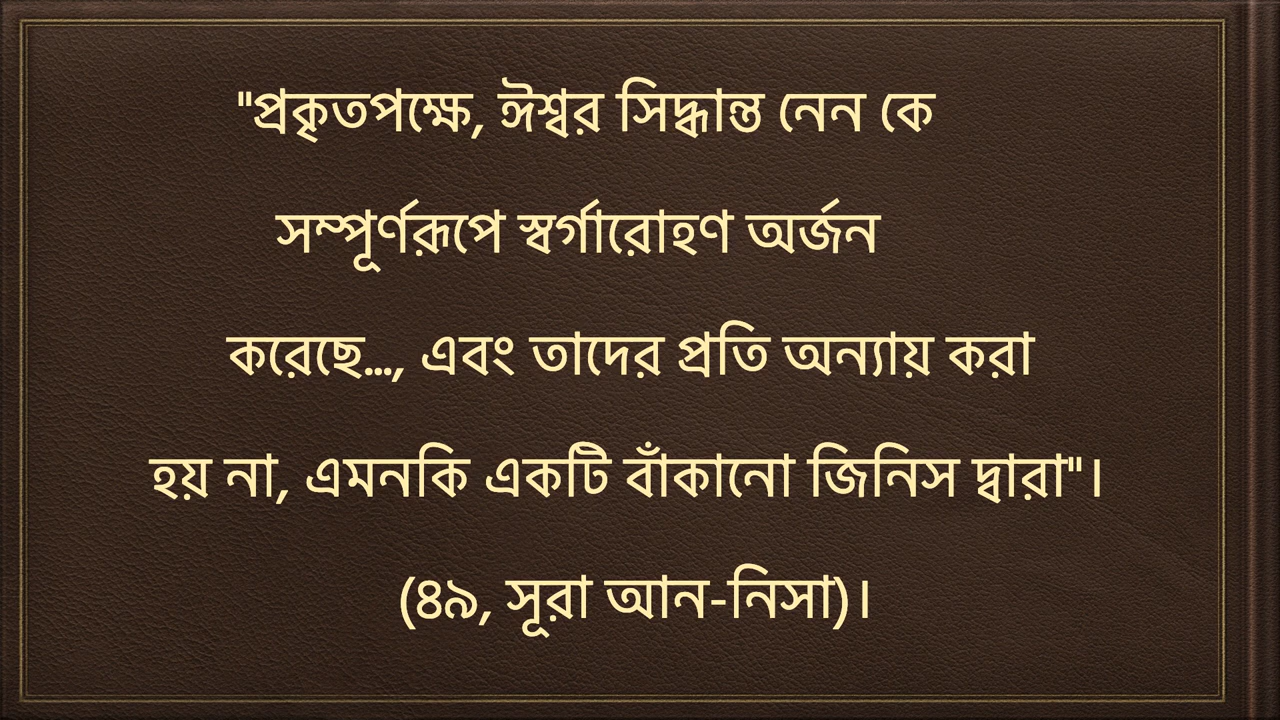 "প্রকৃতপক্ষে, ঈশ্বর সিদ্ধান্ত নেন কে
সম্পূর্ণরূপে স্বর্গারোহণ অর্জন
করেছে..., এবং তাদের প্রতি অন্যায় করা
হয় না, এমনকি একটি বাঁকানো জিনিস দ্বারা"।
(৪৯, সূরা আন-নিসা)।